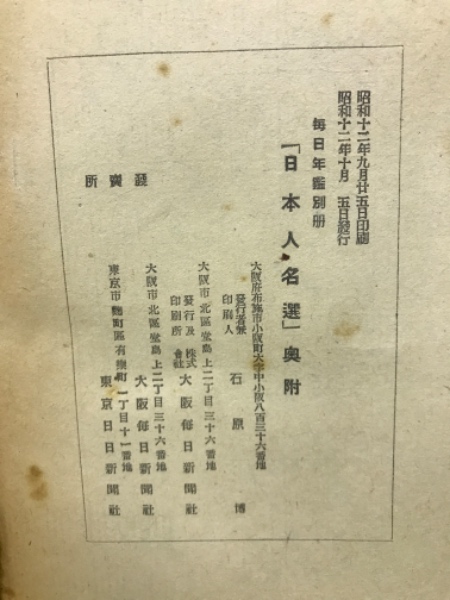 昭和十二年九月廿五日印刷
昭和十二年十月 五日發行
每日年鑑別册
「日本人名選」奥附
大阪府布施市小阪町大字中小阪八百三十六番地
發行者兼
印刷人 石原 博
大阪市北區堂島上二丁目三十六番地
發行及
印刷所
株式
會社 大阪每日新聞社
發賣所
大阪市北區堂島上二丁目三十六番地
大阪每日新聞社
東京市麴町區有樂町一丁目十一番地
東京日日新聞社